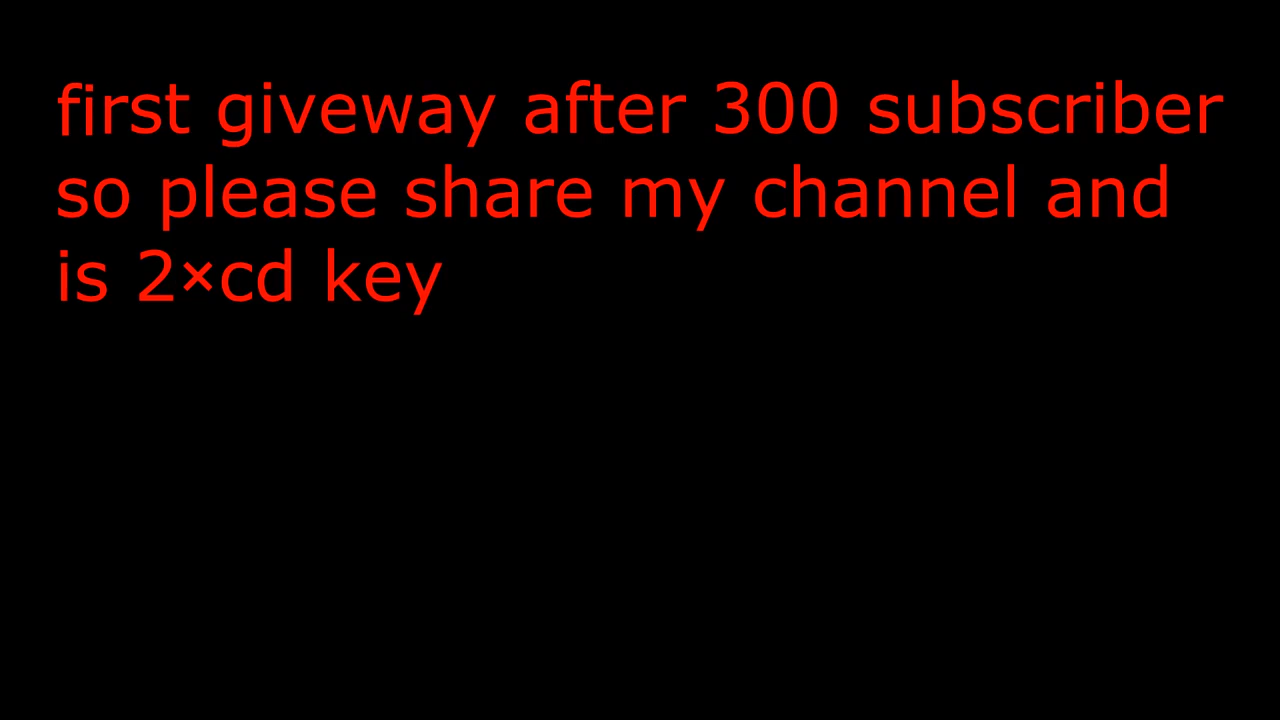 first giveway after 300 subscriber
so please share my channel and
is 2×cd key